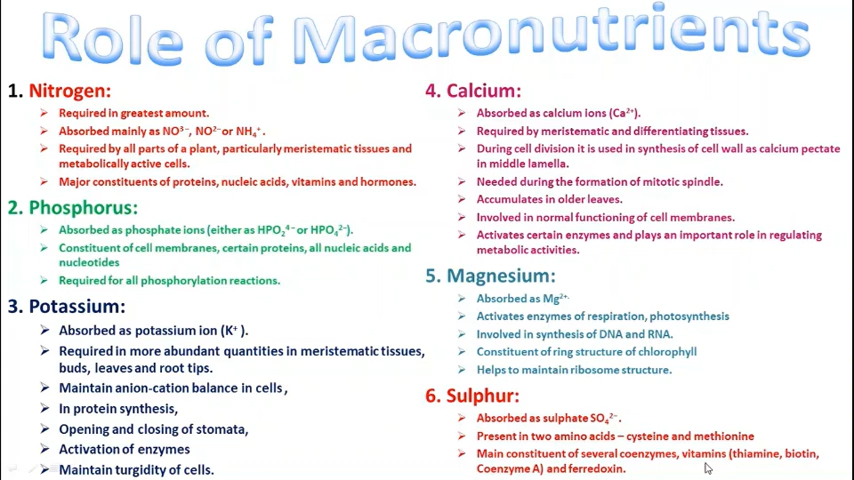 Role of Macronutrients
1. Nitrogen:
➢ Required in greatest amount.
➢ Absorbed mainly as NO³⁻, NO²⁻ or NH₄⁺.
➢ Required by all parts of a plant, particularly meristematic tissues and
metabolically active cells.
➢ Major constituents of proteins, nucleic acids, vitamins and hormones.
2. Phosphorus:
➢ Absorbed as phosphate ions (either as HPO₂⁴⁻ or HPO₄²⁻).
➢ Constituent of cell membranes, certain proteins, all nucleic acids and
nucleotides
➢ Required for all phosphorylation reactions.
3. Potassium:
➢ Absorbed as potassium ion (K⁺ ).
➢ Required in more abundant quantities in meristematic tissues,
buds, leaves and root tips.
➢ Maintain anion-cation balance in cells ,
➢ In protein synthesis,
➢ Opening and closing of stomata,
➢ Activation of enzymes
➢ Maintain turgidity of cells.
4. Calcium:
➢ Absorbed as calcium ions (Ca²⁺).
➢ Required by meristematic and differentiating tissues.
➢ During cell division it is used in synthesis of cell wall as calcium pectate
in middle lamella.
➢ Needed during the formation of mitotic spindle.
➢ Accumulates in older leaves.
➢ Involved in normal functioning of cell membranes.
➢ Activates certain enzymes and plays an important role in regulating
metabolic activities.
5. Magnesium:
➢ Absorbed as Mg²⁺·
➢ Activates enzymes of respiration, photosynthesis
➢ Involved in synthesis of DNA and RNA.
➢ Constituent of ring structure of chlorophyll
➢ Helps to maintain ribosome structure.
6. Sulphur:
➢ Absorbed as sulphate SO₄²⁻.
➢ Present in two amino acids – cysteine and methionine
➢ Main constituent of several coenzymes, vitamins (thiamine, biotin,
Coenzyme A) and ferredoxin.